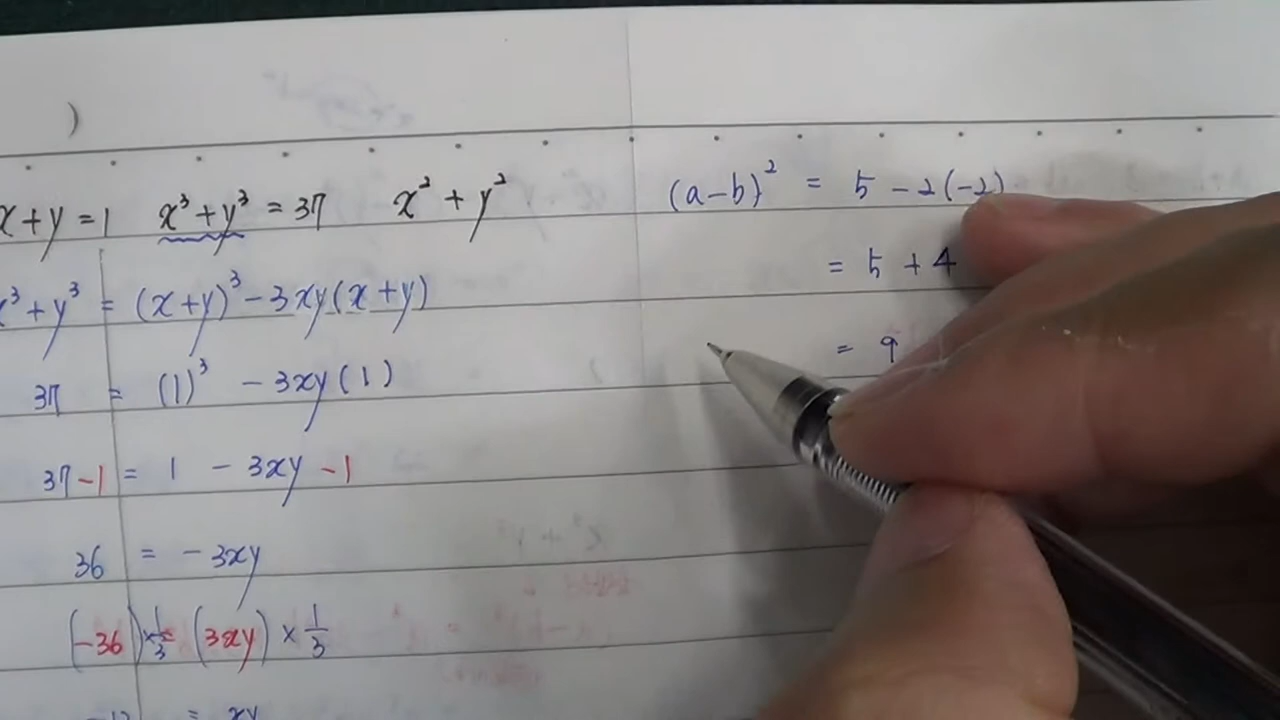 )
x+y=1 x³+y³=37 x²+y²
x³+y³ = (x+y)³-3xy(x+y)
37 = (1)³ -3xy(1)
37-1 = 1 -3xy -1
36 = -3xy
(-36)×1/3 = (3xy)×1/3
-12 = xy
(a-b)² = 5-2(-2)
= 5+4
= 9